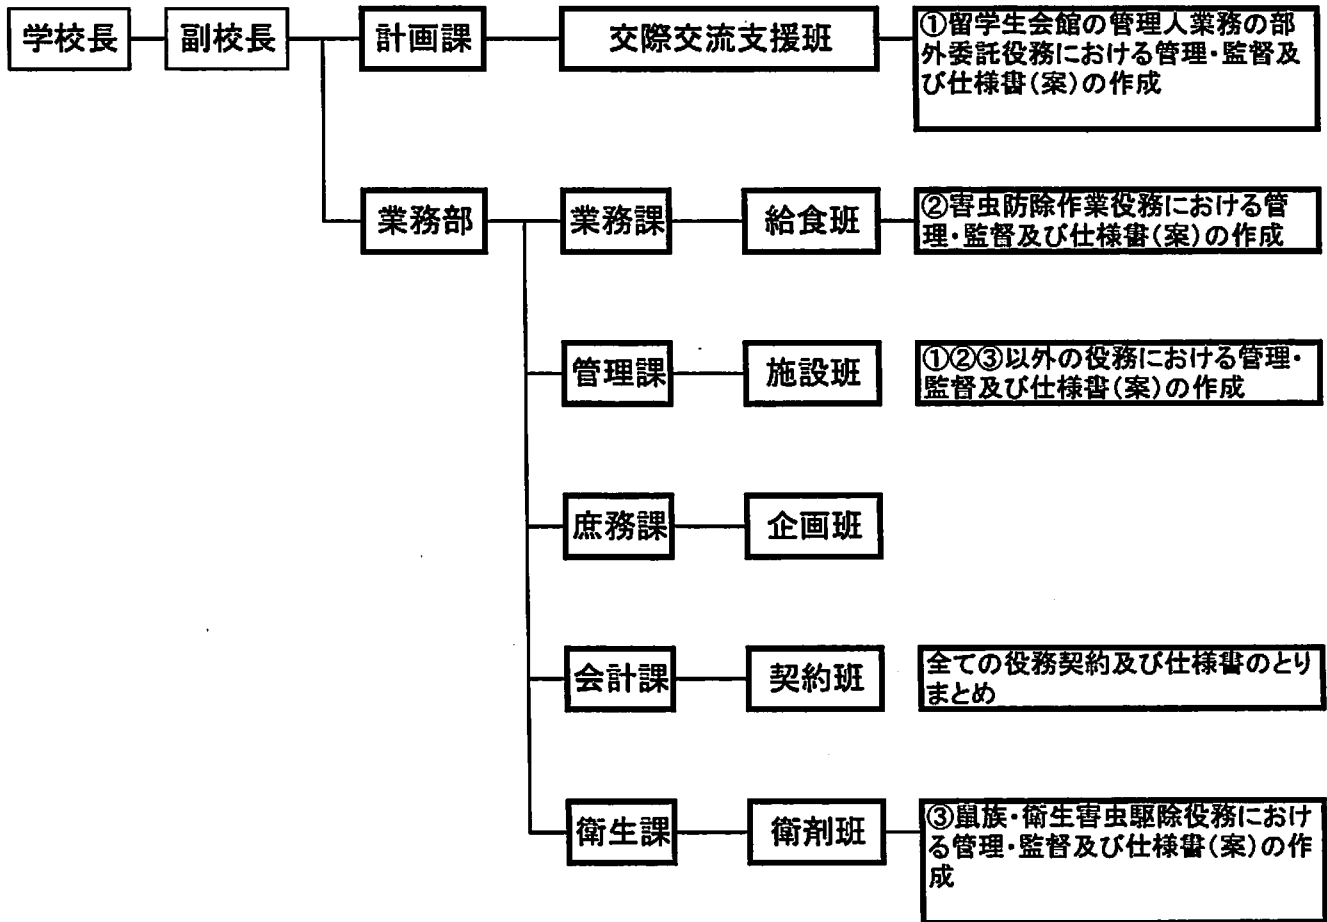 学校長
副校長
計画課
交際交流支援班
①留学生会館の管理人業務の部
外委託役務における管理・監督及
び仕様書(案)の作成
業務部
業務課
給食班
②害虫防除作業役務における管
理・監督及び仕様書(案)の作成
管理課
施設班
①②③以外の役務における管理・
監督及び仕様書(案)の作成
庶務課
企画班
会計課
契約班
全ての役務契約及び仕様書のとり
まとめ
衛生課
衛剤班
③鼠族・衛生害虫駆除役務におけ
る管理・監督及び仕様書(案)の作
成